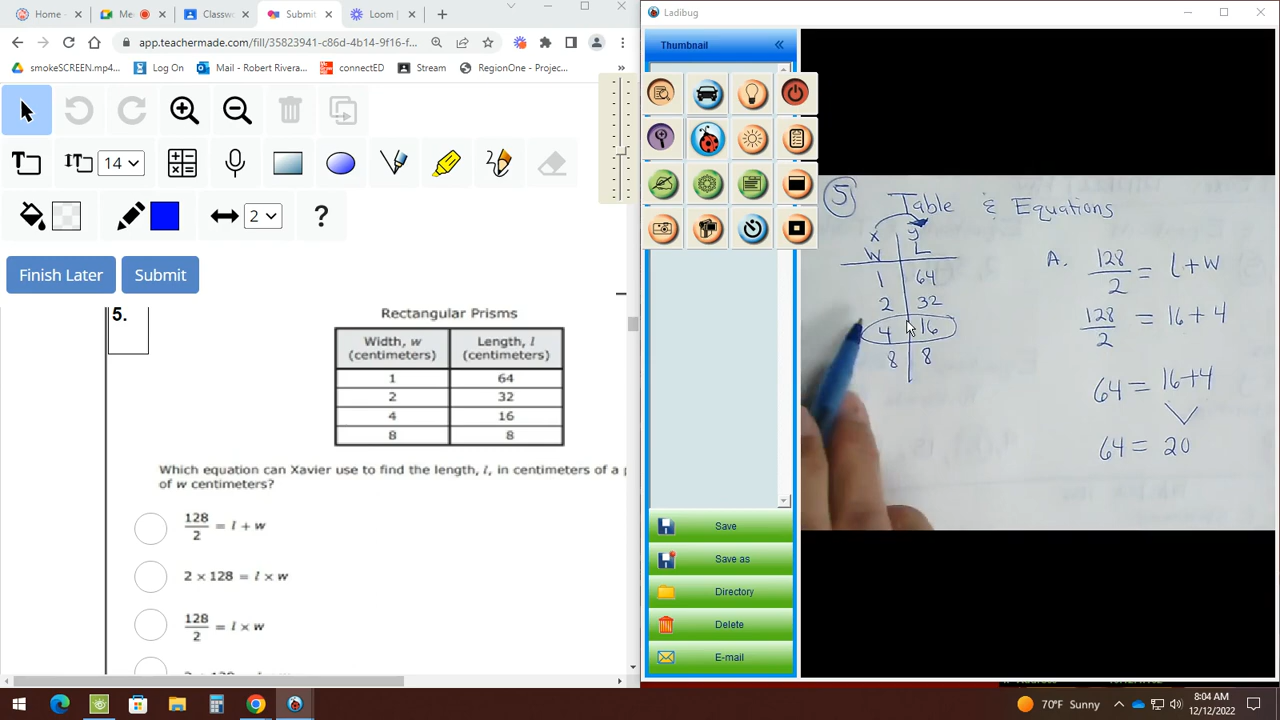 Home -
Me
Classw
Submit
Loom |
Ladibug
app.teachermade.com/fill/35823941-c86d-4b14-9f16-f...
smokeSCREEN.mp4...
Log On
Mail - Robert Rivera...
connectED
Stream
RegionOne - Projec...
Thumbnail
14
2
?
Finish Later
Submit
5.
Rectangular Prisms
Width, w (centimeters) Length, l (centimeters)
1 64
2 32
4 16
8 8
Which equation can Xavier use to find the length, l, in centimeters of a
of w centimeters?
128/2 = l + w
2 × 128 = l × w
128/2 = l × w
Save
Save as
Directory
Delete
E-mail
5 Table & Equations
x y
W L
1 64
2 32
4 16
8 8
A. 128/2 = l + w
128/2 = 16 + 4
64 = 16+4
64 = 20
70°F Sunny
8:04 AM
12/12/2022